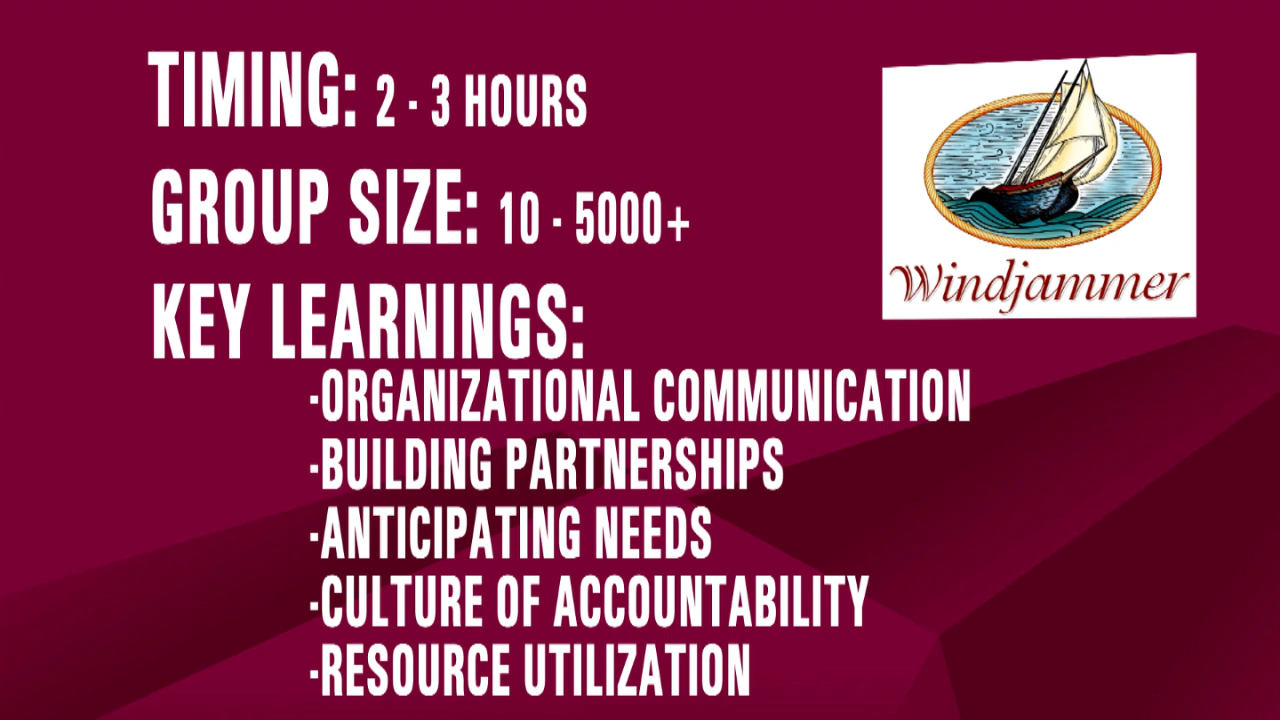 TIMING: 2 - 3 HOURS
GROUP SIZE: 10 - 5000+
Windjammer
KEY LEARNINGS:
-ORGANIZATIONAL COMMUNICATION
-BUILDING PARTNERSHIPS
-ANTICIPATING NEEDS
-CULTURE OF ACCOUNTABILITY
-RESOURCE UTILIZATION